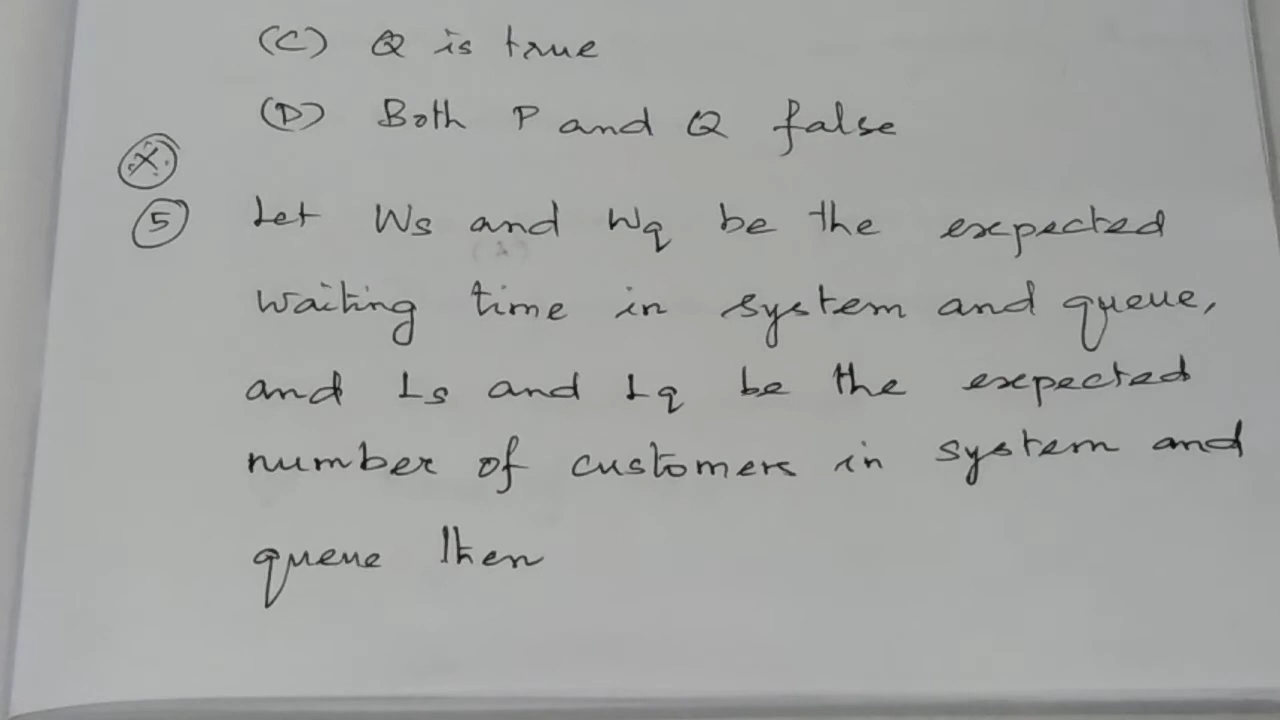 (C) Q is true
(D) Both P and Q false
(X)
(5) Let Ws and Wq be the expected
waiting time in system and queue,
and Ls and Lq be the expected
number of customers in system and
queue then